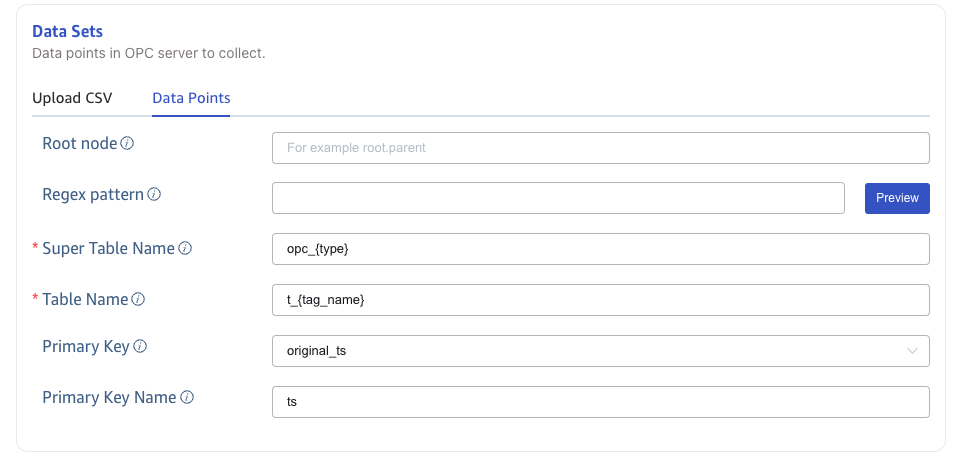 Data Sets
Data points in OPC server to collect.
Upload CSV Data Points
Root node For example root.parent
Regex pattern Preview
* Super Table Name opc_{type}
* Table Name t_{tag_name}
Primary Key original_ts
Primary Key Name ts